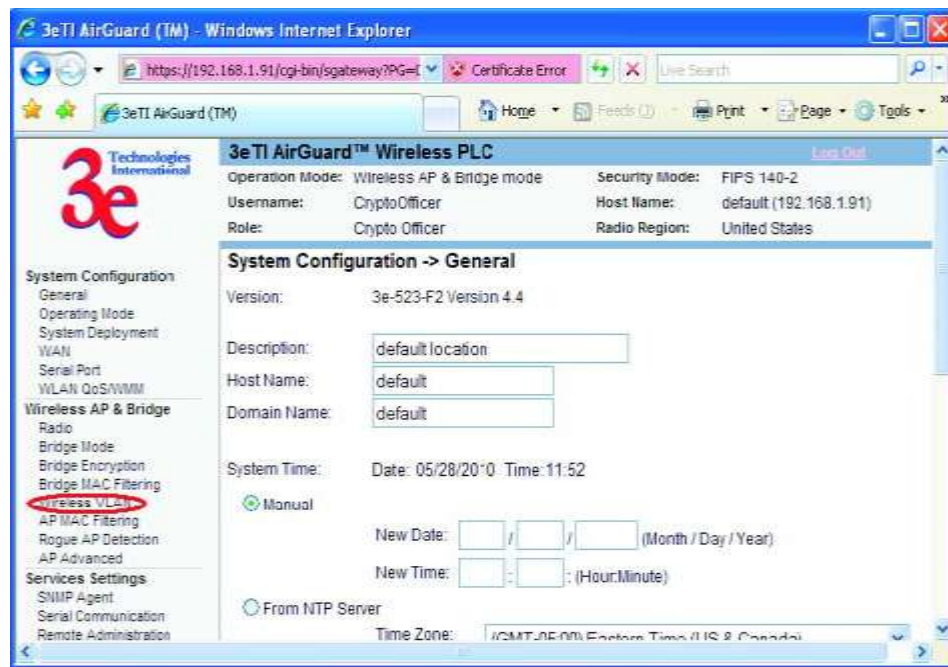 3eTI AirGuard (TM) - Windows Internet Explorer
https://192.168.1.91/cgi-bin/sgateway?PG=
Certificate Error
Live Search
3eTI AirGuard (TM)
Home
Feeds (J)
Print
Page
Tools
3e Technologies International
3eTI AirGuard™ Wireless PLC
Log Out
Operation Mode: Wireless AP & Bridge mode Security Mode: FIPS 140-2
Username: CryptoOfficer Host Name: default (192.168.1.91)
Role: Crypto Officer Radio Region: United States
System Configuration
General
Operating Mode
System Deployment
WAN
Serial Port
WLAN QoS/WMM
Wireless AP & Bridge
Radio
Bridge Mode
Bridge Encryption
Bridge MAC Filtering
Wireless VLAN
AP MAC Filtering
Rogue AP Detection
AP Advanced
Services Settings
SNMP Agent
Serial Communication
Remote Administration
System Configuration -> General
Version: 3e-523-F2 Version 4.4
Description: default location
Host Name: default
Domain Name: default
System Time: Date: 05/28/2010 Time:11:52
Manual
New Date: / / (Month / Day / Year)
New Time: : : (Hour:Minute)
From NTP Server
Time Zone: (GMT-05:00) Eastern Time (US & Canada)